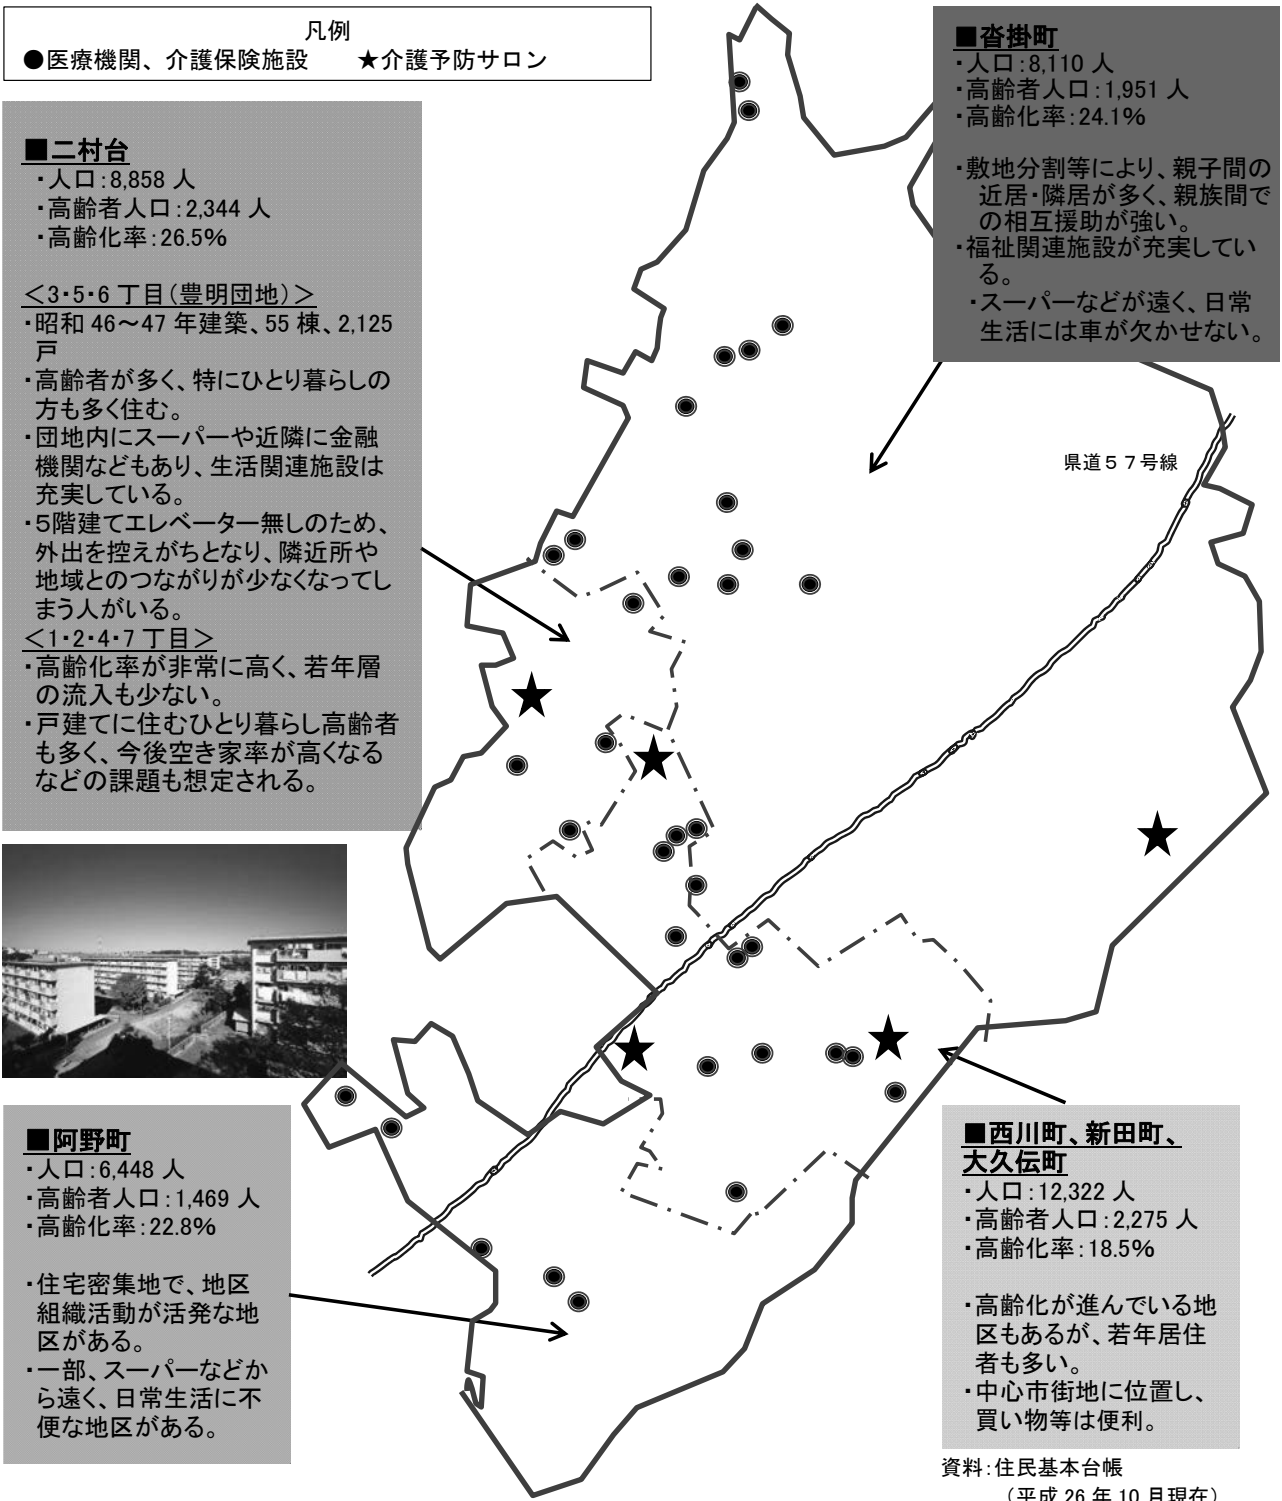 凡例
●医療機関、介護保険施設　　★介護予防サロン
■沓掛町
・人口：8,110 人
・高齢者人口：1,951 人
・高齢化率：24.1%
・敷地分割等により、親子間の
近居・隣居が多く、親族間で
の相互援助が強い。
・福祉関連施設が充実してい
る。
・スーパーなどが遠く、日常
生活には車が欠かせない。
■二村台
・人口：8,858 人
・高齢者人口：2,344 人
・高齢化率：26.5%
＜3・5・6 丁目（豊明団地）＞
・昭和 46～47 年建築、55 棟、2,125
戸
・高齢者が多く、特にひとり暮らしの
方も多く住む。
・団地内にスーパーや近隣に金融
機関などもあり、生活関連施設は
充実している。
・5階建てエレベーター無しのため、
外出を控えがちとなり、隣近所や
地域とのつながりが少なくなってし
まう人がいる。
＜1・2・4・7 丁目＞
・高齢化率が非常に高く、若年層
の流入も少ない。
・戸建てに住むひとり暮らし高齢者
も多く、今後空き家率が高くなる
などの課題も想定される。
県道５７号線
■阿野町
・人口：6,448 人
・高齢者人口：1,469 人
・高齢化率：22.8%
・住宅密集地で、地区
組織活動が活発な地
区がある。
・一部、スーパーなどか
ら遠く、日常生活に不
便な地区がある。
■西川町、新田町、
大久伝町
・人口：12,322 人
・高齢者人口：2,275 人
・高齢化率：18.5%
・高齢化が進んでいる地
区もあるが、若年居住
者も多い。
・中心市街地に位置し、
買い物等は便利。
資料：住民基本台帳
（平成 26 年 10 月現在）